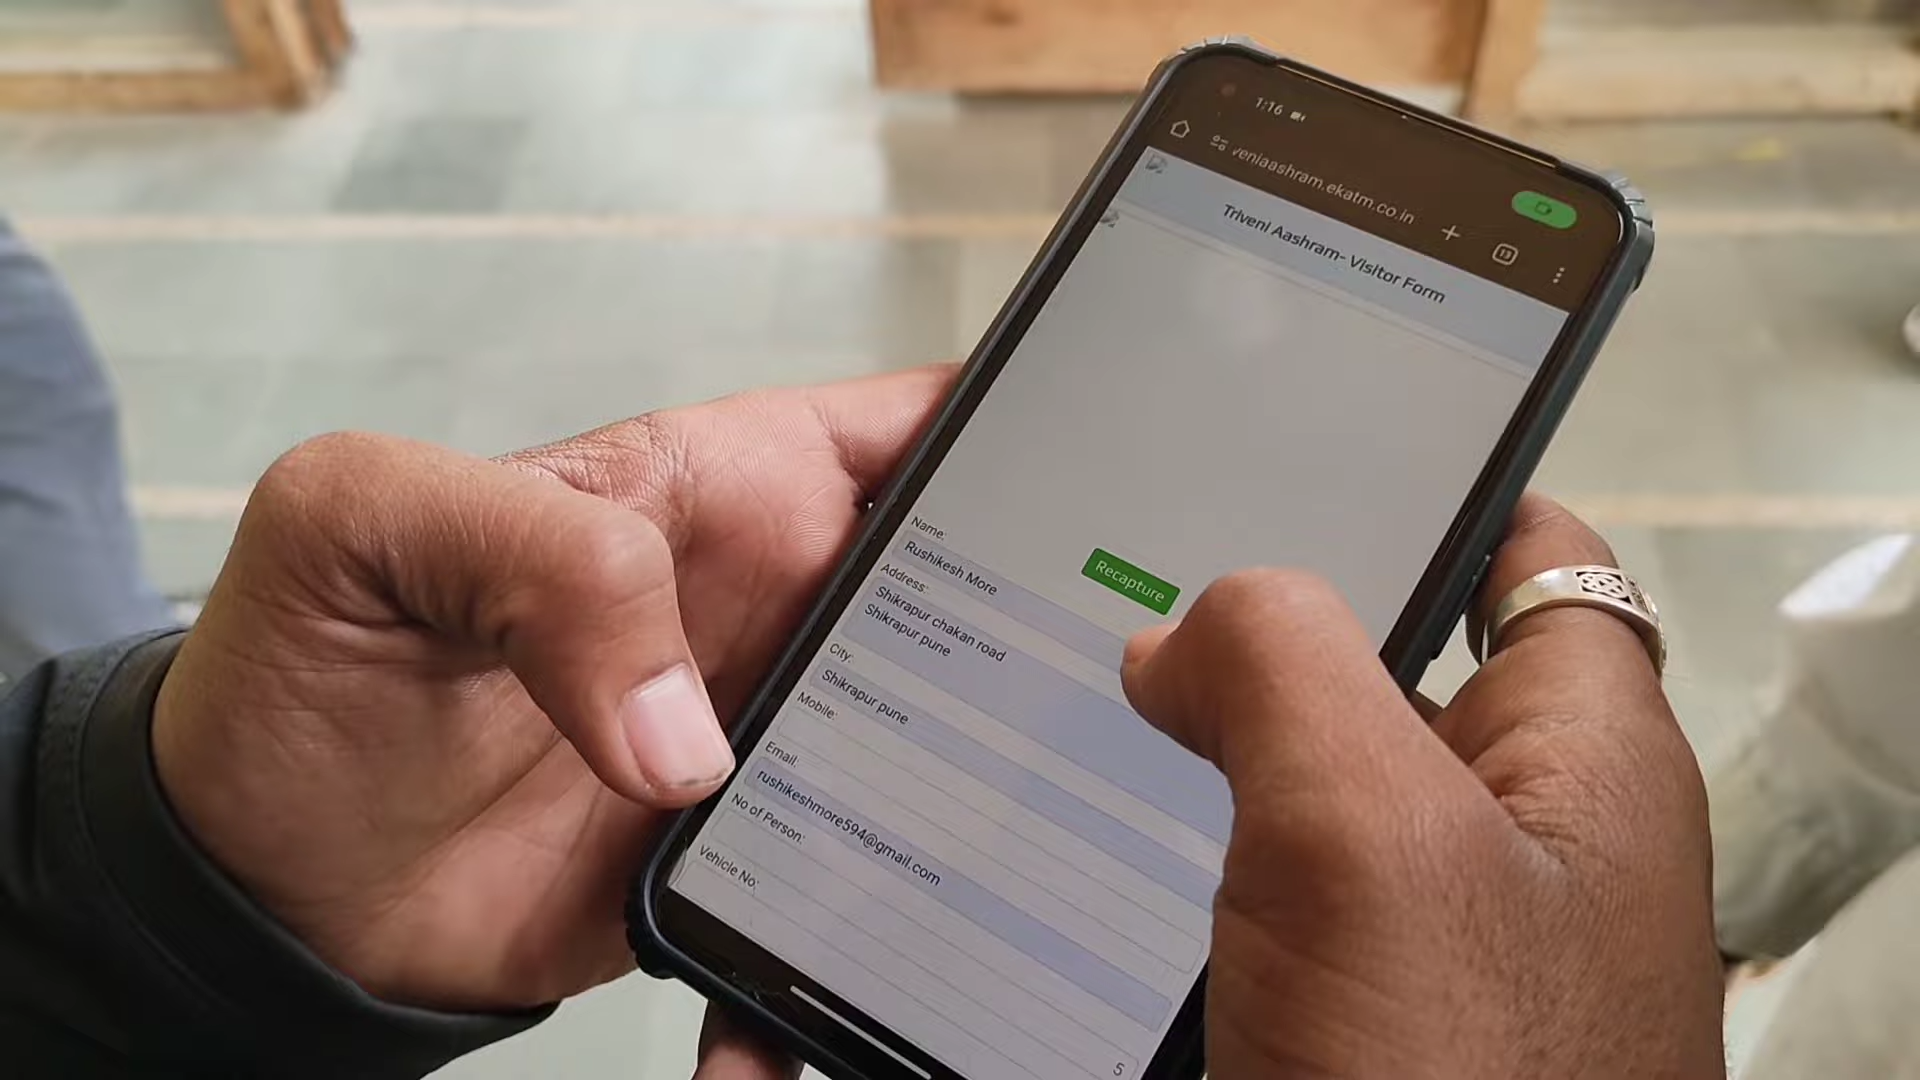 1:16
veniaashram.ekatm.co.in
13
Triveni Aashram- Visitor Form
Recapture
Name:
Rushikesh More
Address:
Shikrapur chakan road
Shikrapur pune
City:
Shikrapur pune
Mobile:
Email:
rushikeshmore594@gmail.com
No of Person:
5
Vehicle No: